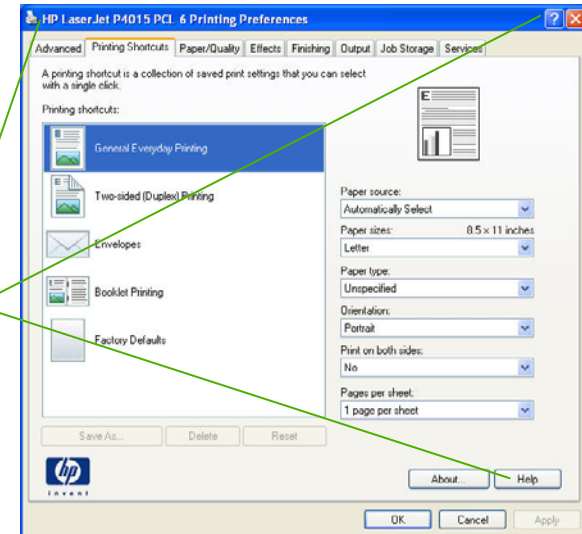 HP LaserJet P4015 PCL 6 Printing Preferences
Advanced Printing Shortcuts Paper/Quality Effects Finishing Output Job Storage Services
A printing shortcut is a collection of saved print settings that you can select
with a single click.
Printing shortcuts:
General Everyday Printing
Two-sided (Duplex) Printing
Envelopes
Booklet Printing
Factory Defaults
Save As... Delete Reset
E
Paper source:
Automatically Select
Paper sizes: 8.5 × 11 inches
Letter
Paper type:
Unspecified
Orientation:
Portrait
Print on both sides:
No
Pages per sheet:
1 page per sheet
hp
invent
About... Help
OK Cancel Apply